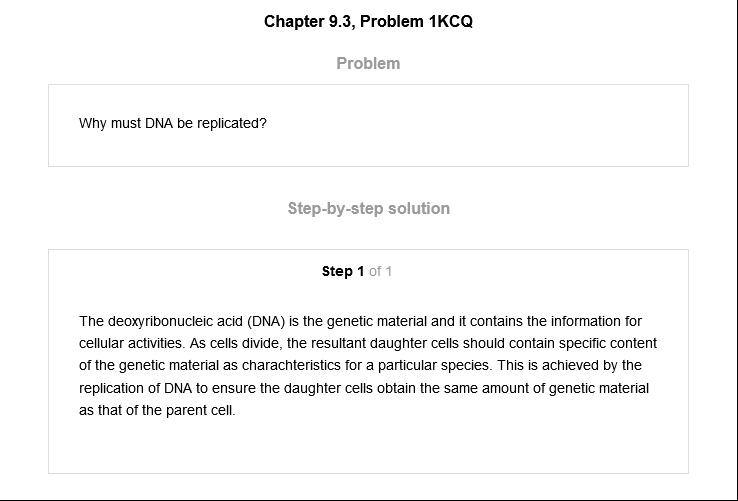 Chapter 9.3, Problem 1KCQ
Problem
Why must DNA be replicated?
Step-by-step solution
Step 1 of 1
The deoxyribonucleic acid (DNA) is the genetic material and it contains the information for
cellular activities. As cells divide, the resultant daughter cells should contain specific content
of the genetic material as charachteristics for a particular species. This is achieved by the
replication of DNA to ensure the daughter cells obtain the same amount of genetic material
as that of the parent cell.